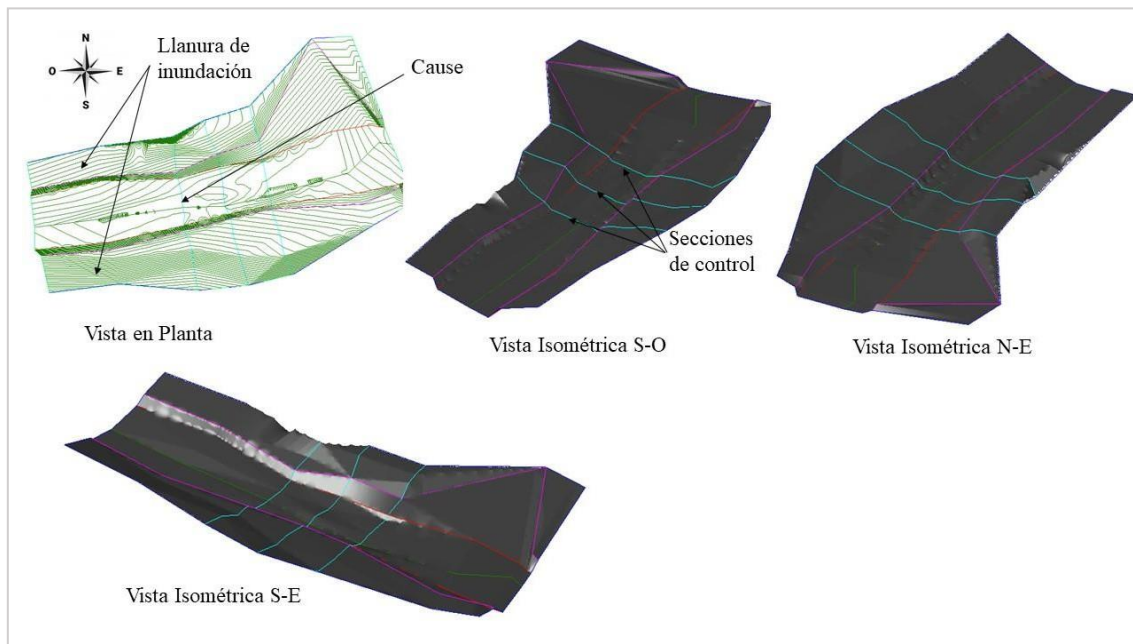 N
O
E
S
Llanura de
inundación
Cause
Vista en Planta
Secciones
de control
Vista Isométrica S-O
Vista Isométrica N-E
Vista Isométrica S-E